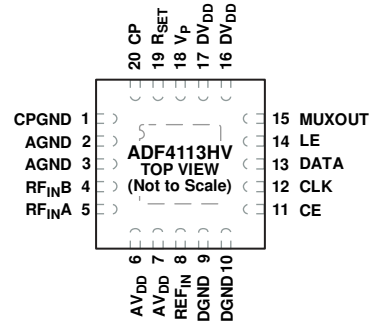 20 CP
19 RSET
18 VP
17 DVDD
16 DVDD
CPGND 1
AGND 2
AGND 3
RFINB 4
RFINA 5
ADF4113HV
TOP VIEW
(Not to Scale)
15 MUXOUT
14 LE
13 DATA
12 CLK
11 CE
AVDD 6
AVDD 7
REFIN 8
DGND 9
DGND 10